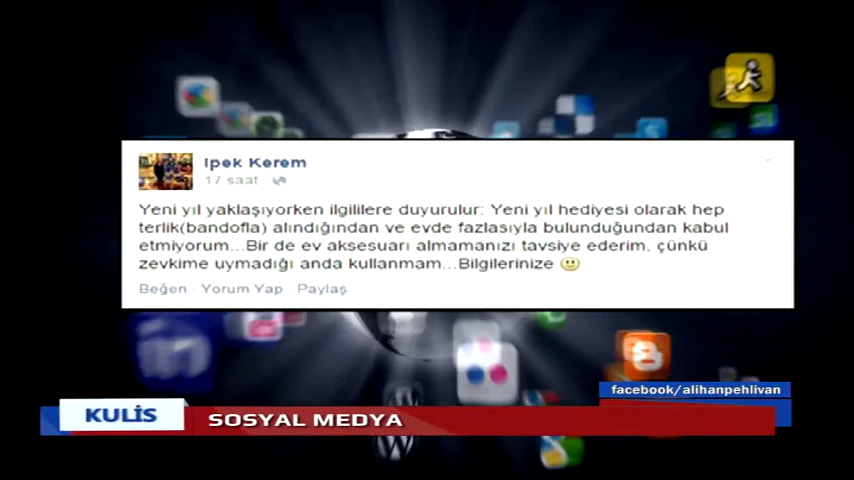 Ipek Kerem
17 saat
Yeni yıl yaklaşıyorken ilgililere duyurulur: Yeni yıl hediyesi olarak hep
terlik(bandofla) alındığından ve evde fazlasıyla bulunduğundan kabul
etmiyorum...Bir de ev aksesuarı almamanızı tavsiye ederim, çünkü
zevkime uymadığı anda kullanmam...Bilgilerinize
Beğen · Yorum Yap · Paylaş
in
facebook/alihanpehlivan
KULİS
SOSYAL MEDYA